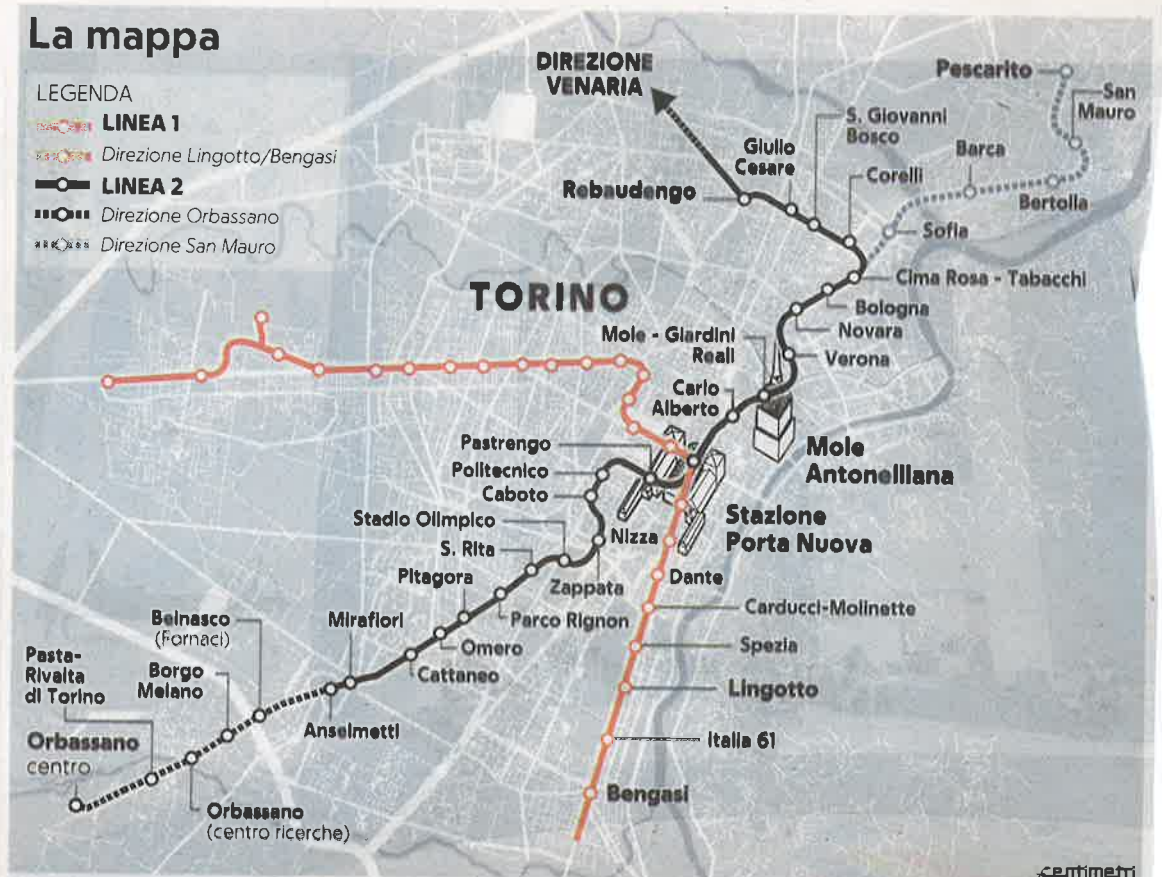 La mappa
LEGENDA
LINEA 1
Direzione Lingotto/Bengasi
LINEA 2
Direzione Orbassano
Direzione San Mauro
DIREZIONE
VENARIA
Pescarito
San
Mauro
S. Giovanni
Bosco
Giulio
Cesare
Barca
Corelli
Rebaudengo
Bertolla
Sofia
Cima Rosa - Tabacchi
TORINO
Bologna
Novara
Mole - Giardini
Reali
Verona
Carlo
Alberto
Pastrengo
Mole
Antonelliana
Politecnico
Caboto
Stadio Olimpico
Nizza
Stazione
Porta Nuova
S. Rita
Pitagora
Zappata
Dante
Carducci-Molinette
Parco Rignon
Beinasco
(Fornaci)
Mirafiori
Omero
Spezia
Pasta-
Rivalta
di Torino
Borgo
Melano
Cattaneo
Lingotto
Anselmetti
Orbassano
centro
Italia 61
Bengasi
Orbassano
(centro ricerche)
centimetri